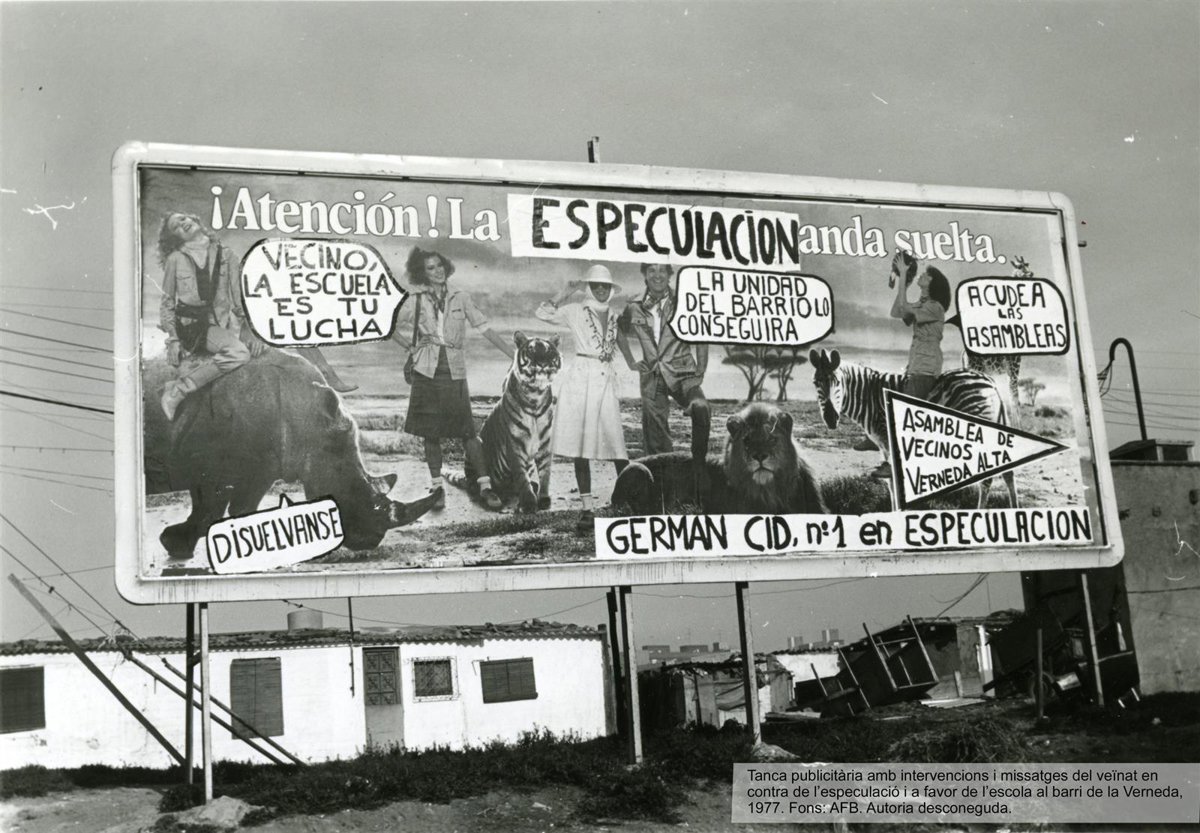 ¡Atención! La ESPECULACIÓN anda suelta.
VECINO,
LA ESCUELA
ES TU
LUCHA
LA UNIDAD
DEL BARRIO LO
CONSEGUIRA
ACUDE A
LAS
ASAMBLEAS
ASAMBLEA DE
VECINOS
VERNEDA ALTA
DISUELVANSE
GERMAN CID, nº1 en ESPECULACION
Tanca publicitària amb intervencions i missatges del veïnat en
contra de l'especulació i a favor de l'escola al barri de la Verneda,
1977. Fons: AFB. Autoria desconeguda.